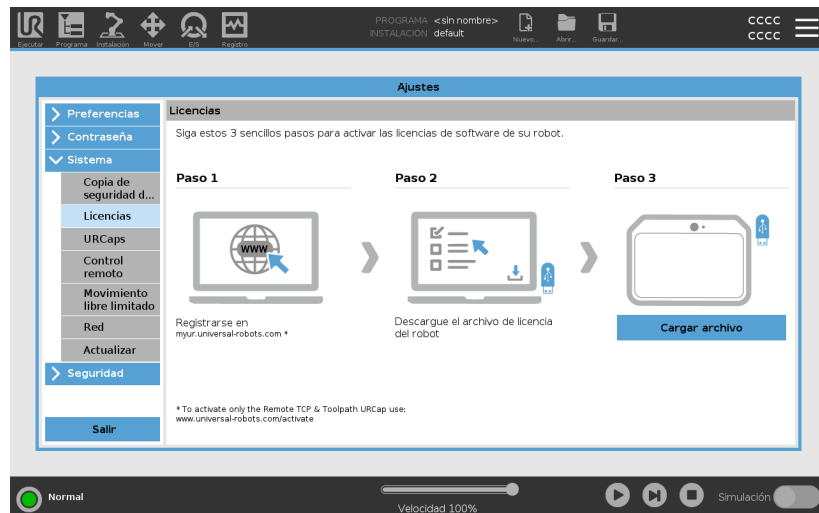 UR
PROGRAMA <sin nombre>
INSTALACIÓN default
cccc
cccc
Ejecutar Programa Instalación Mover E/S Registro Nuevo... Abrir... Guardar...
Ajustes
Preferencias
Contraseña
Sistema
Copia de
seguridad d...
Licencias
URCaps
Control
remoto
Movimiento
libre limitado
Red
Actualizar
Seguridad
Salir
Licencias
Siga estos 3 sencillos pasos para activar las licencias de software de su robot.
Paso 1
www
Registrarse en
myur.universal-robots.com *
Paso 2
Descargue el archivo de licencia
del robot
Paso 3
Cargar archivo
* To activate only the Remote TCP & Toolpath URCap use:
www.universal-robots.com/activate
Normal
Velocidad 100%
Simulación